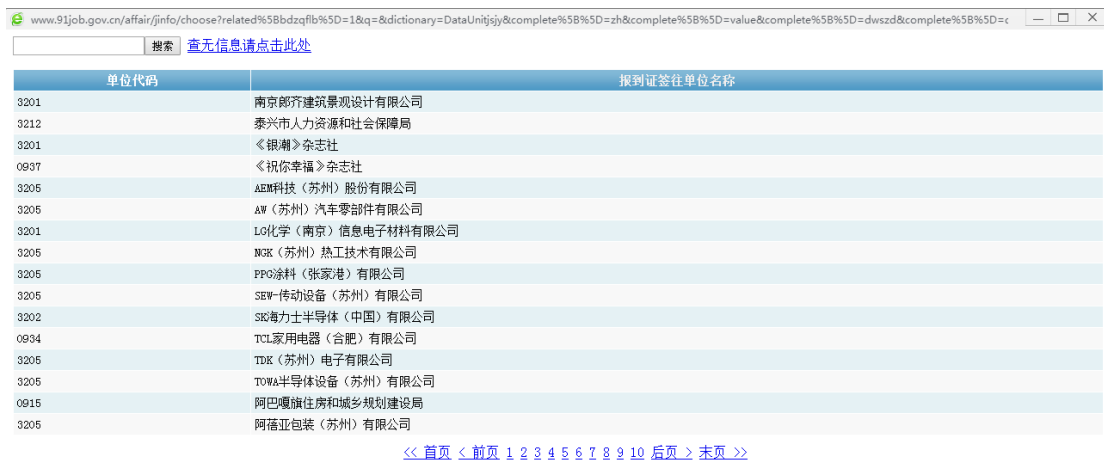 www.91job.gov.cn/affair/jinfo/choose?related%5Bbdzqflb%5D=1&q=&dictionary=DataUnitjsjy&complete%5B%5D=zh&complete%5B%5D=value&complete%5B%5D=dwszd&complete%5B%5D=c
搜索 查无信息请点击此处
单位代码 报到证签往单位名称
3201 南京郎齐建筑景观设计有限公司
3212 泰兴市人力资源和社会保障局
3201 《银潮》杂志社
0937 《祝你幸福》杂志社
3205 AEM科技（苏州）股份有限公司
3205 AW（苏州）汽车零部件有限公司
3201 LG化学（南京）信息电子材料有限公司
3205 NGK（苏州）热工技术有限公司
3205 PPG涂料（张家港）有限公司
3205 SEW-传动设备（苏州）有限公司
3202 SK海力士半导体（中国）有限公司
0934 TCL家用电器（合肥）有限公司
3205 TDK（苏州）电子有限公司
3205 TOWA半导体设备（苏州）有限公司
0915 阿巴嘎旗住房和城乡规划建设局
3205 阿蓓亚包装（苏州）有限公司
<< 首页 < 前页 1 2 3 4 5 6 7 8 9 10 后页 > 末页 >>